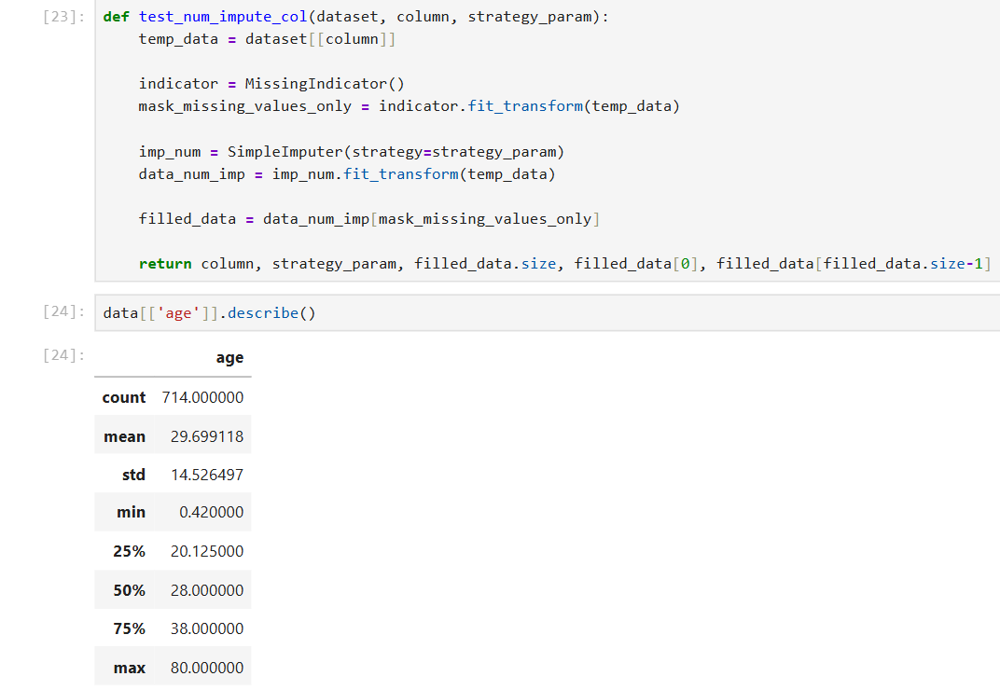 [23]: def test_num_impute_col(dataset, column, strategy_param):
temp_data = dataset[[column]]
indicator = MissingIndicator()
mask_missing_values_only = indicator.fit_transform(temp_data)
imp_num = SimpleImputer(strategy=strategy_param)
data_num_imp = imp_num.fit_transform(temp_data)
filled_data = data_num_imp[mask_missing_values_only]
return column, strategy_param, filled_data.size, filled_data[0], filled_data[filled_data.size-1]
[24]: data[['age']].describe()
[24]: age
count 714.000000
mean 29.699118
std 14.526497
min 0.420000
25% 20.125000
50% 28.000000
75% 38.000000
max 80.000000